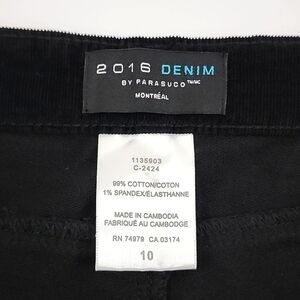 2016 DENIM
BY PARASUCO TM/MC
MONTRÉAL
1135903
C-2424
99% COTTON/COTON
1% SPANDEX/ÉLASTHANNE
MADE IN CAMBODIA
FABRIQUÉ AU CAMBODGE
RN 74979 CA 03174
10